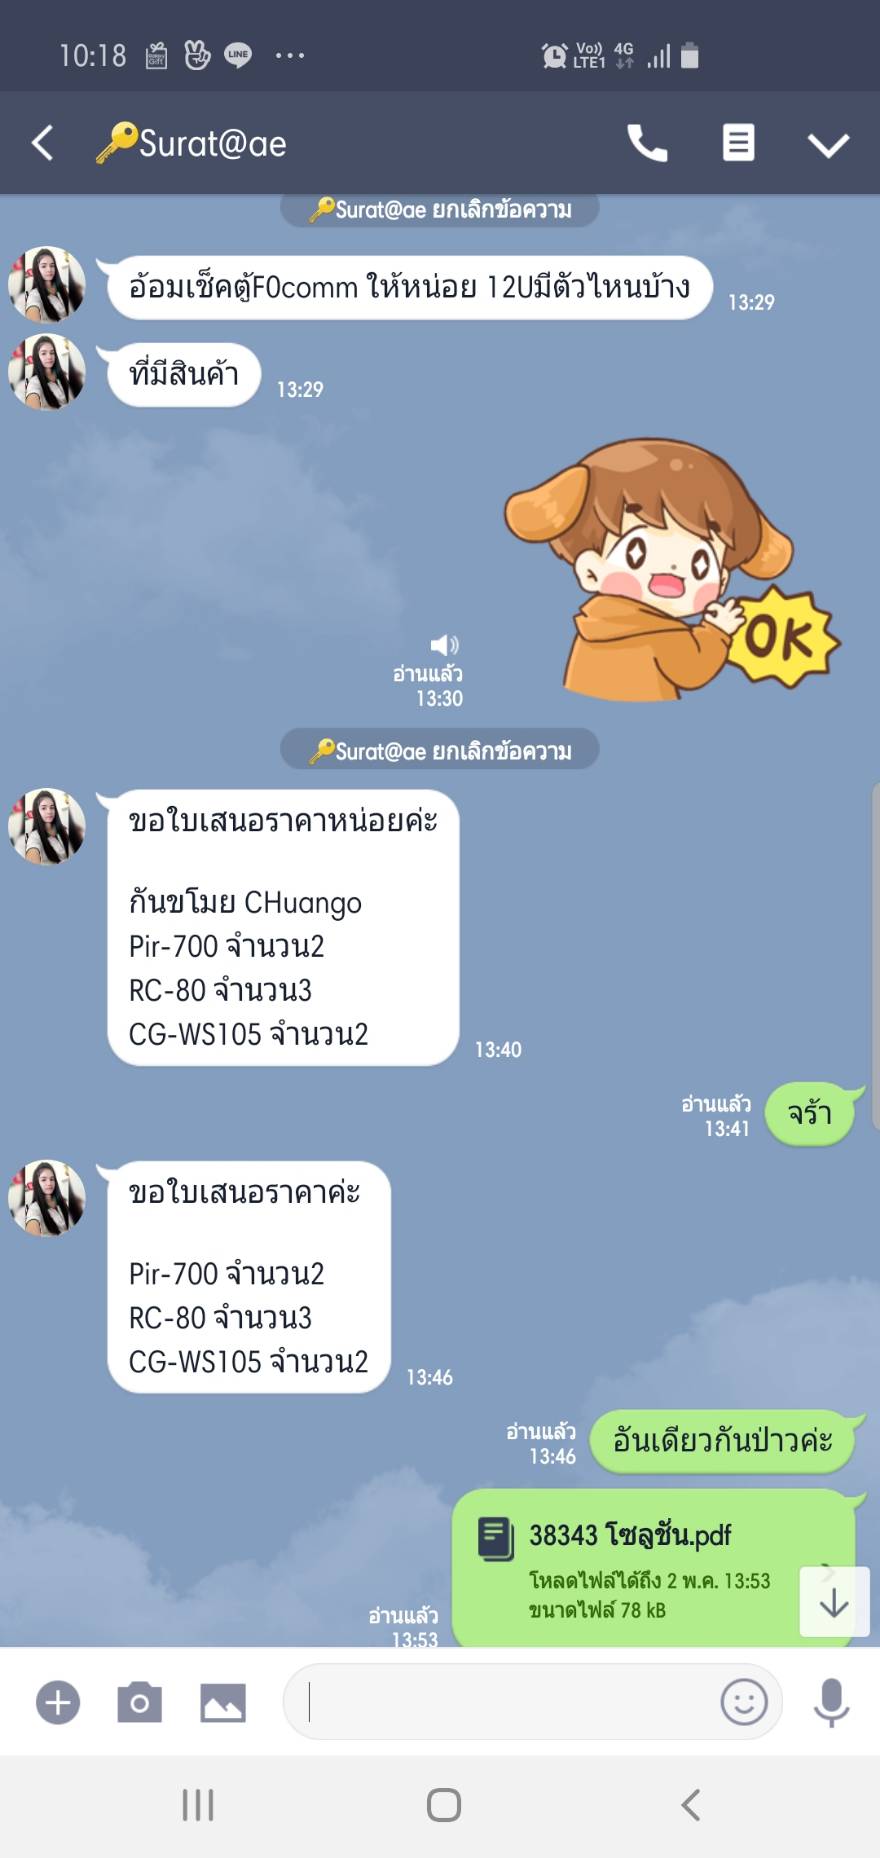 10:18
LINE
Vo)) LTE1 4G
Surat@ae
Surat@ae ยกเลิกข้อความ
อ้อมเช็คตู้F0comm ให้หน่อย 12Uมีตัวไหนบ้าง
13:29
ที่มีสินค้า
13:29
OK
อ่านแล้ว
13:30
Surat@ae ยกเลิกข้อความ
ขอใบเสนอราคาหน่อยค่ะ
กันขโมย CHuango
Pir-700 จำนวน2
RC-80 จำนวน3
CG-WS105 จำนวน2
13:40
อ่านแล้ว
13:41
จร้า
ขอใบเสนอราคาค่ะ
Pir-700 จำนวน2
RC-80 จำนวน3
CG-WS105 จำนวน2
13:46
อ่านแล้ว
13:46
อันเดียวกันป่าวค่ะ
38343 โซลูชั่น.pdf
โหลดไฟล์ได้ถึง 2 พ.ค. 13:53
ขนาดไฟล์ 78 kB
อ่านแล้ว
13:53